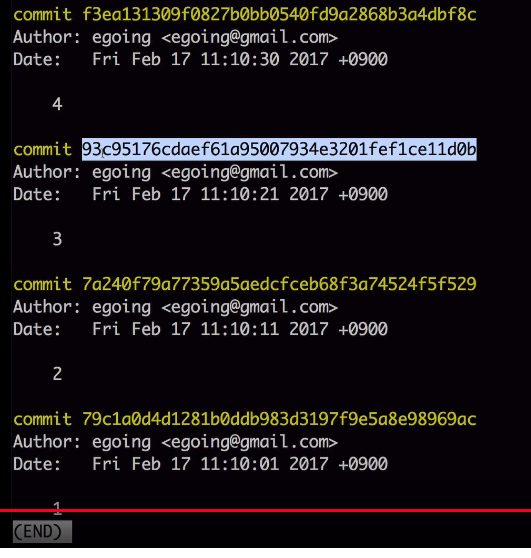 commit f3ea131309f0827b0bb0540fd9a2868b3a4dbf8c
Author: egoing <egoing@gmail.com>
Date:   Fri Feb 17 11:10:30 2017 +0900
4
commit 93c95176cdaef61a95007934e3201fef1ce11d0b
Author: egoing <egoing@gmail.com>
Date:   Fri Feb 17 11:10:21 2017 +0900
3
commit 7a240f79a77359a5aedcfceb68f3a74524f5f529
Author: egoing <egoing@gmail.com>
Date:   Fri Feb 17 11:10:11 2017 +0900
2
commit 79c1a0d4d1281b0ddb983d3197f9e5a8e98969ac
Author: egoing <egoing@gmail.com>
Date:   Fri Feb 17 11:10:01 2017 +0900
1
(END)